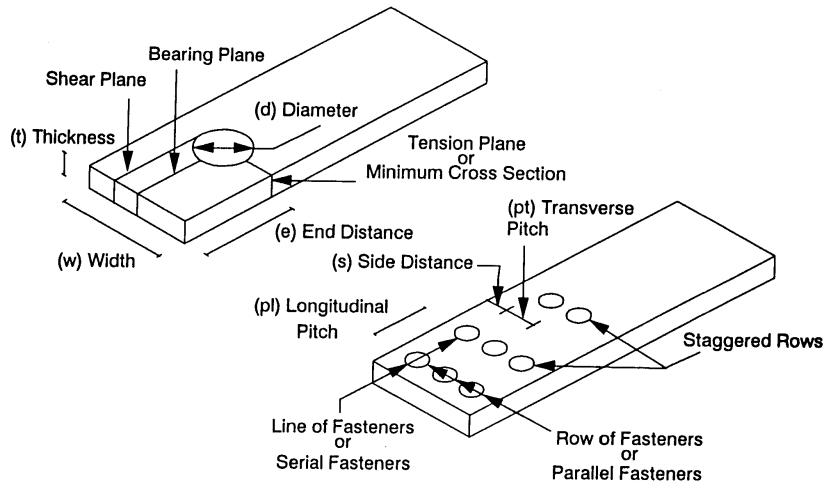 Bearing Plane
Shear Plane
(d) Diameter
(t) Thickness
Tension Plane
or
Minimum Cross Section
(e) End Distance
(w) Width
(pt) Transverse
Pitch
(s) Side Distance
(pl) Longitudinal
Pitch
Staggered Rows
Line of Fasteners
or
Serial Fasteners
Row of Fasteners
or
Parallel Fasteners